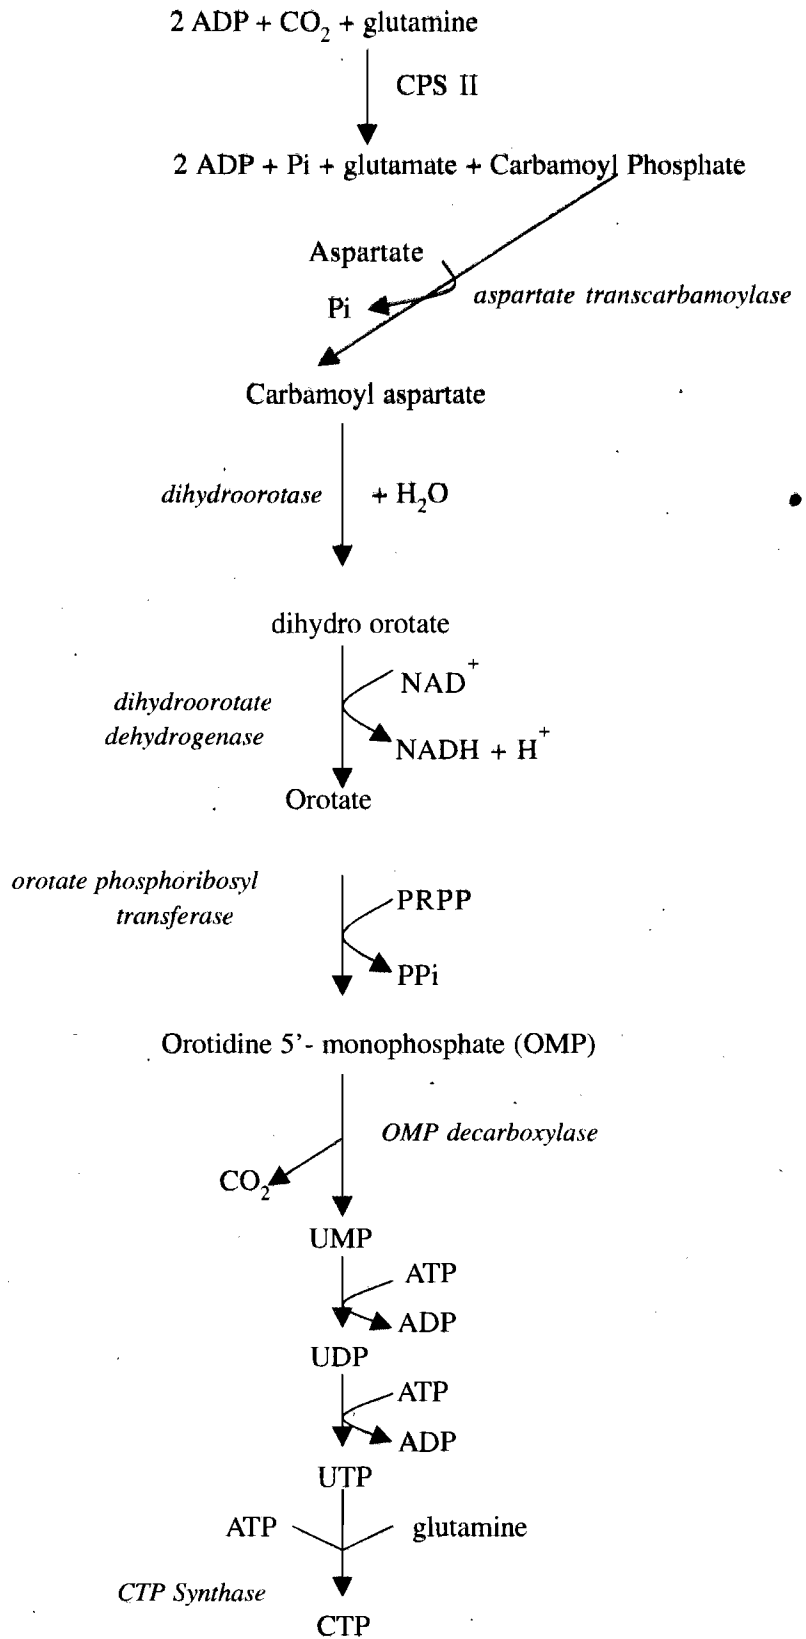 2 ADP + CO₂ + glutamine
CPS II
2 ADP + Pi + glutamate + Carbamoyl Phosphate
Aspartate
aspartate transcarbamoylase
Pi
Carbamoyl aspartate
dihydroorotase
+ H₂O
dihydro orotate
NAD⁺
dihydroorotate
dehydrogenase
NADH + H⁺
Orotate
orotate phosphoribosyl
transferase
PRPP
PPi
Orotidine 5'- monophosphate (OMP)
OMP decarboxylase
CO₂
UMP
ATP
ADP
UDP
ATP
ADP
UTP
ATP
glutamine
CTP Synthase
CTP